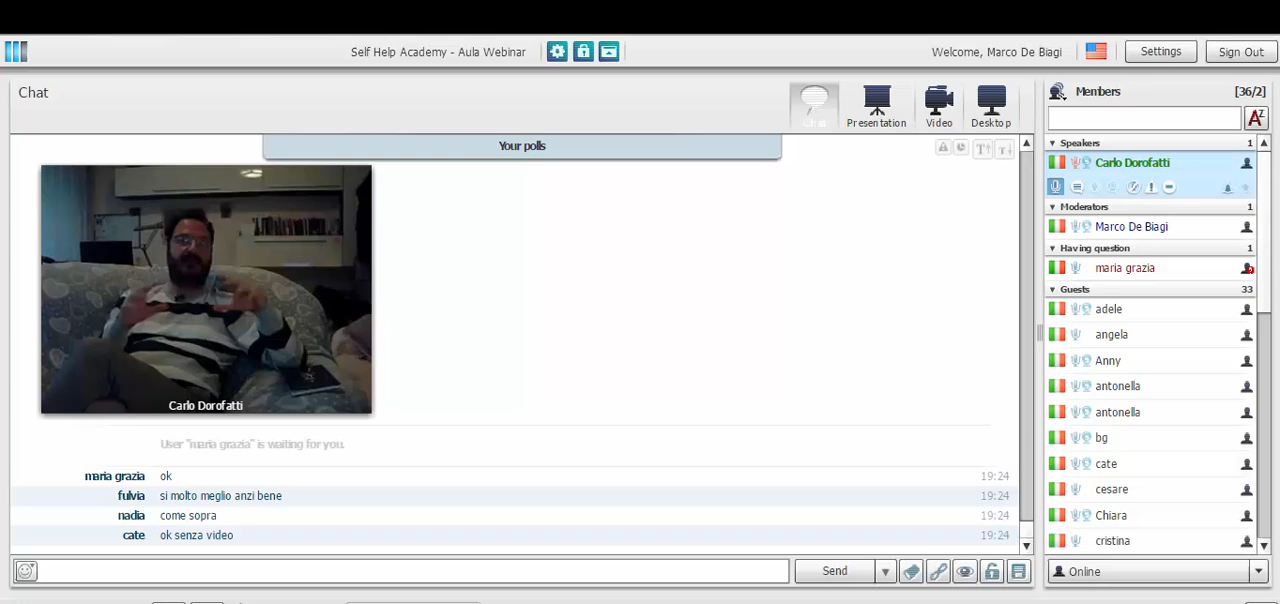 Self Help Academy - Aula Webinar
Welcome, Marco De Biagi
Settings
Sign Out
Chat
Chat
Presentation
Video
Desktop
Your polls
Carlo Dorofatti
User "maria grazia" is waiting for you.
maria grazia ok 19:24
fulvia si molto meglio anzi bene 19:24
nadia come sopra 19:24
cate ok senza video 19:24
Send
Members [36/2]
Speakers 1
Carlo Dorofatti
Moderators 1
Marco De Biagi
Having question 1
maria grazia
Guests 33
adele
angela
Anny
antonella
antonella
bg
cate
cesare
Chiara
cristina
Online